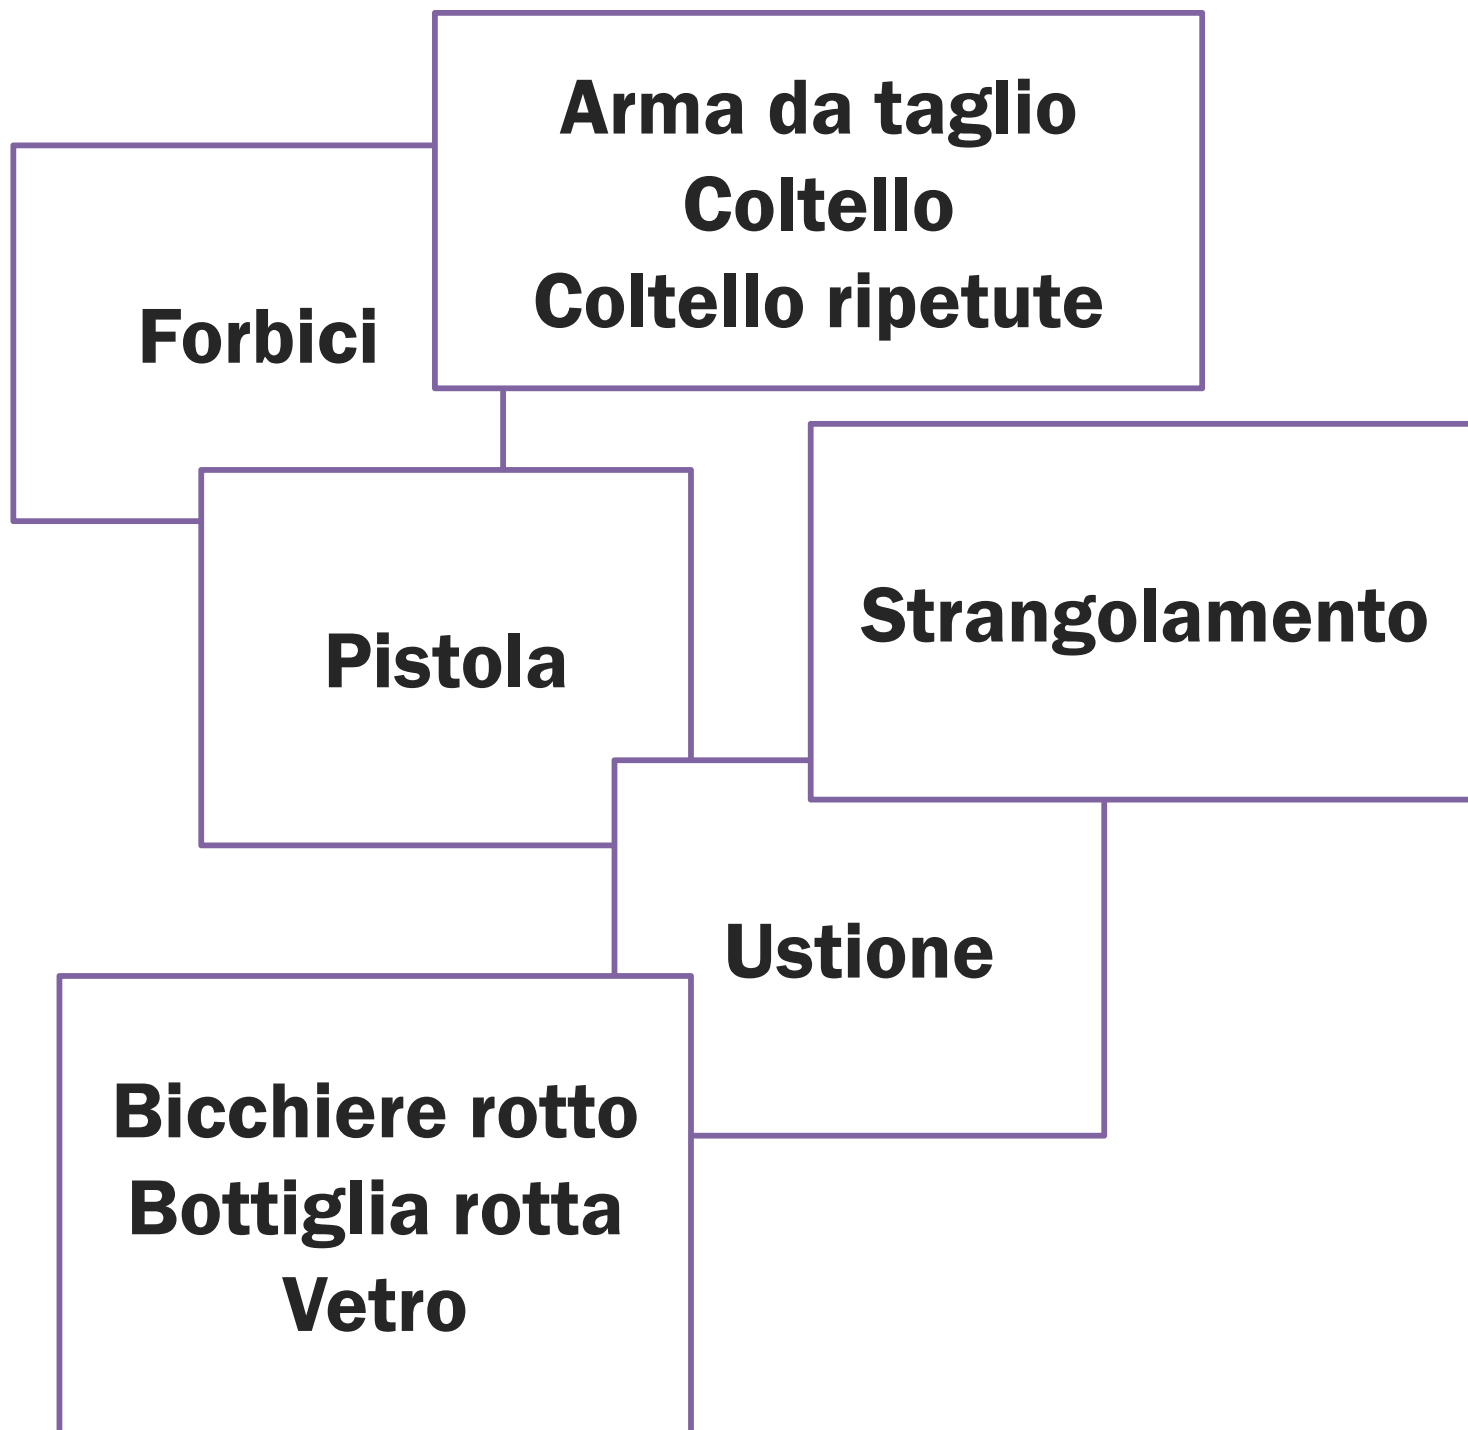 Arma da taglio
Coltello
Coltello ripetute
Forbici
Strangolamento
Pistola
Ustione
Bicchiere rotto
Bottiglia rotta
Vetro